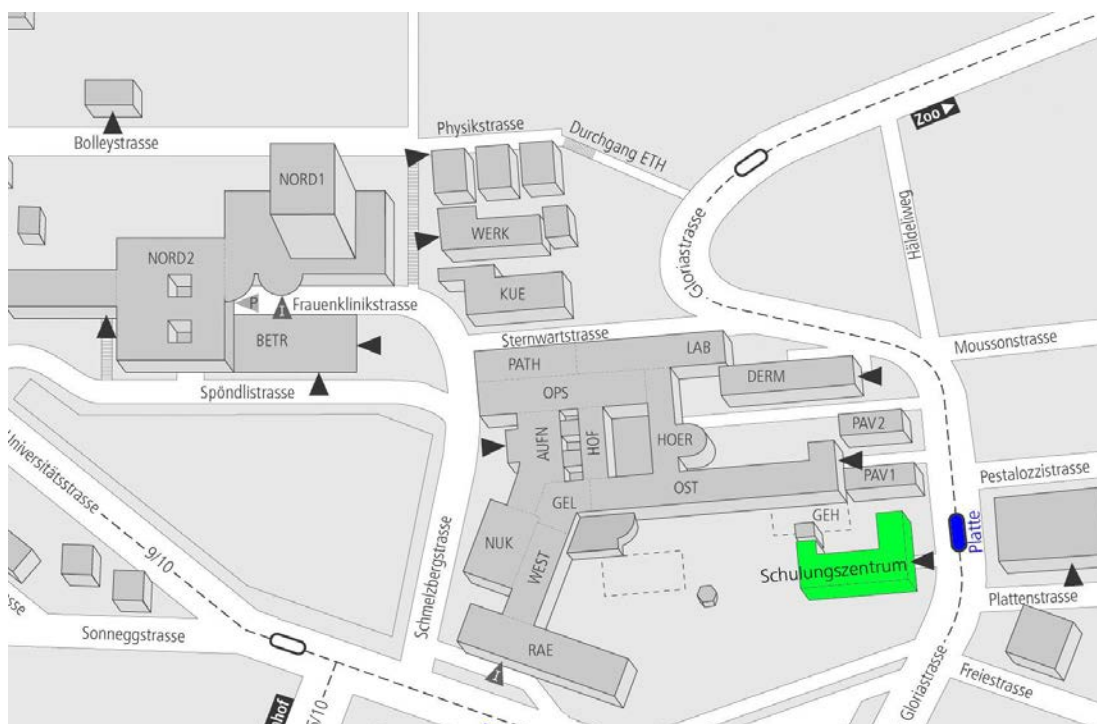 Bolleystrasse
Physikstrasse
Durchgang ETH
Zoo
Häldeliweg
NORD1
WERK
NORD2
KUE
Gloriastrasse
P
Frauenklinikstrasse
I
BETR
Sternwartstrasse
Moussonstrasse
LAB
PATH
DERM
OPS
Spöndlistrasse
AUFN
HOF
HOER
PAV2
Universitätsstrasse
PAV1
Pestalozzistrasse
OST
GEL
GEH
NUK
WEST
Platte
9/10
Schulungszentrum
Schmelzbergstrasse
Plattenstrasse
Sonneggstrasse
RAE
I
Freiestrasse
Gloriastrasse